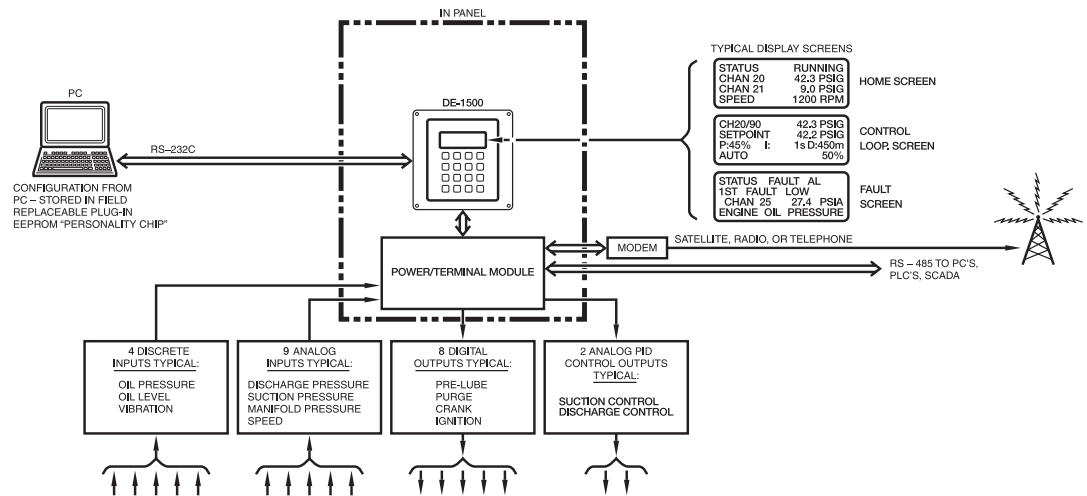 IN PANEL
TYPICAL DISPLAY SCREENS
STATUS RUNNING
CHAN 20 42.3 PSIG
CHAN 21 9.0 PSIG
SPEED 1200 RPM
HOME SCREEN
PC
DE-1500
CH20/90 42.3 PSIG
SETPOINT 42.2 PSIG
P:45% I: 1s D:450m
AUTO 50%
CONTROL
LOOP. SCREEN
RS–232C
STATUS FAULT AL
1ST FAULT LOW
CHAN 25 27.4 PSIA
ENGINE OIL PRESSURE
FAULT
SCREEN
CONFIGURATION FROM
PC – STORED IN FIELD
REPLACEABLE PLUG-IN
EEPROM "PERSONALITY CHIP"
MODEM
SATELLITE, RADIO, OR TELEPHONE
POWER/TERMINAL MODULE
RS – 485 TO PC'S,
PLC'S, SCADA
4 DISCRETE
INPUTS TYPICAL:
OIL PRESSURE
OIL LEVEL
VIBRATION
9 ANALOG
INPUTS TYPICAL:
DISCHARGE PRESSURE
SUCTION PRESSURE
MANIFOLD PRESSURE
SPEED
8 DIGITAL
OUTPUTS TYPICAL:
PRE-LUBE
PURGE
CRANK
IGNITION
2 ANALOG PID
CONTROL OUTPUTS
TYPICAL:
SUCTION CONTROL
DISCHARGE CONTROL